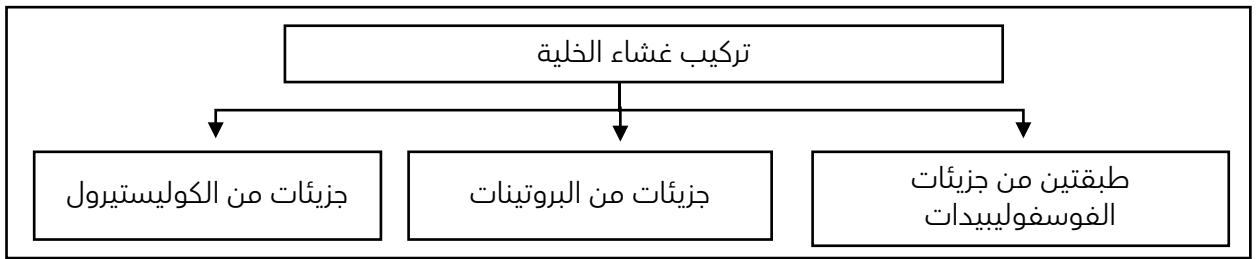 تركيب غشاء الخلية
طبقتين من جزيئات
الفوسفوليبيدات
جزيئات من البروتينات
جزيئات من الكوليستيرول